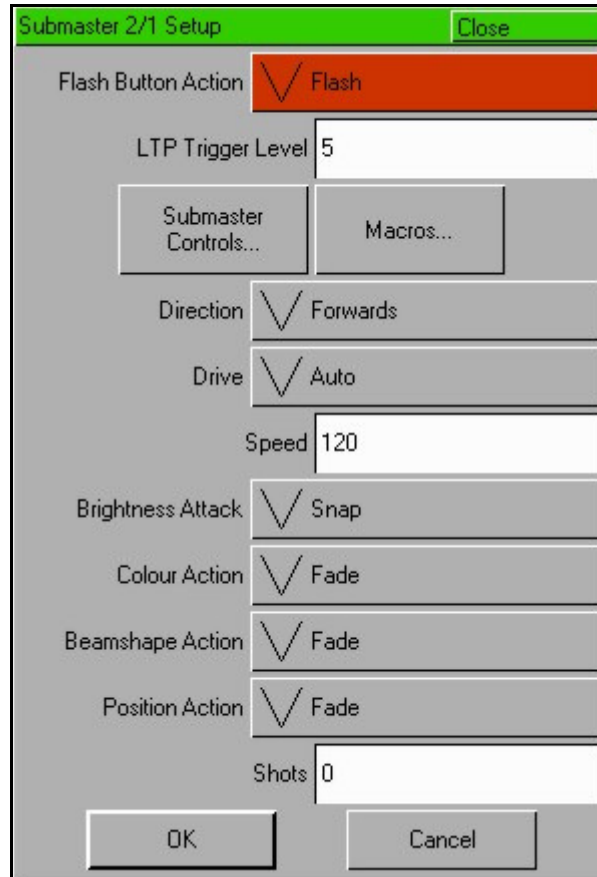 Submaster 2/1 Setup Close
Flash Button Action Flash
LTP Trigger Level 5
Submaster
Controls...
Macros...
Direction Forwards
Drive Auto
Speed 120
Brightness Attack Snap
Colour Action Fade
Beamshape Action Fade
Position Action Fade
Shots 0
OK Cancel